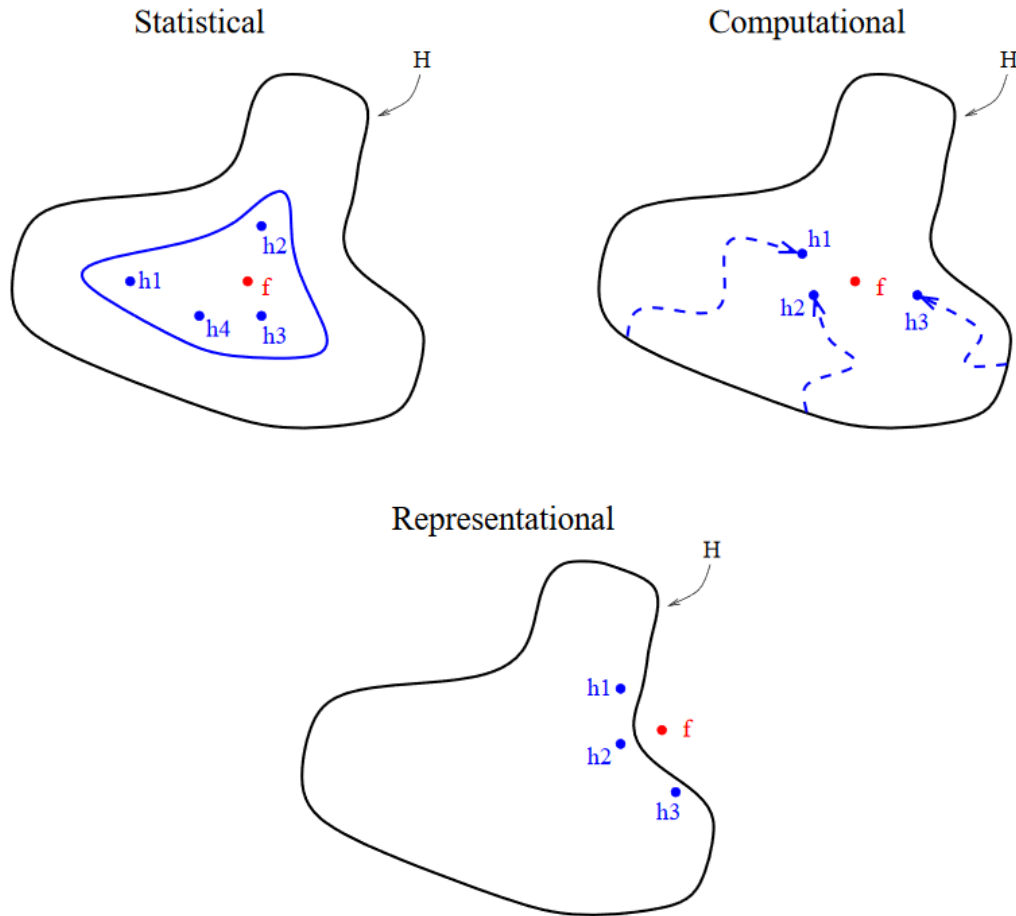 Statistical
H
h2
h1
f
h4
h3
Computational
H
h1
f
h2
h3
Representational
H
h1
f
h2
h3